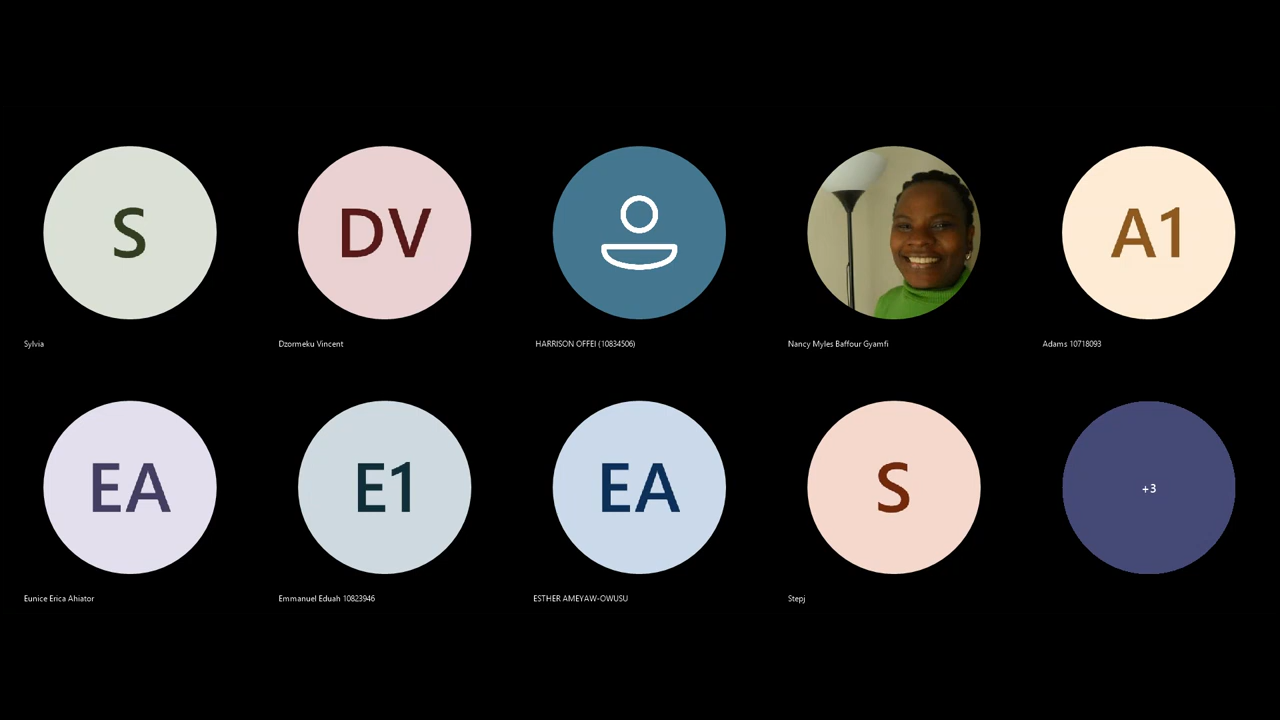 S
DV
A1
Sylvia
Dzormeku Vincent
HARRISON OFFEI (10834506)
Nancy Myles Baffour Gyamfi
Adams 10718093
EA
E1
EA
S
+3
Eunice Erica Ahiator
Emmanuel Eduah 10823946
ESTHER AMEYAW-OWUSU
Stepj